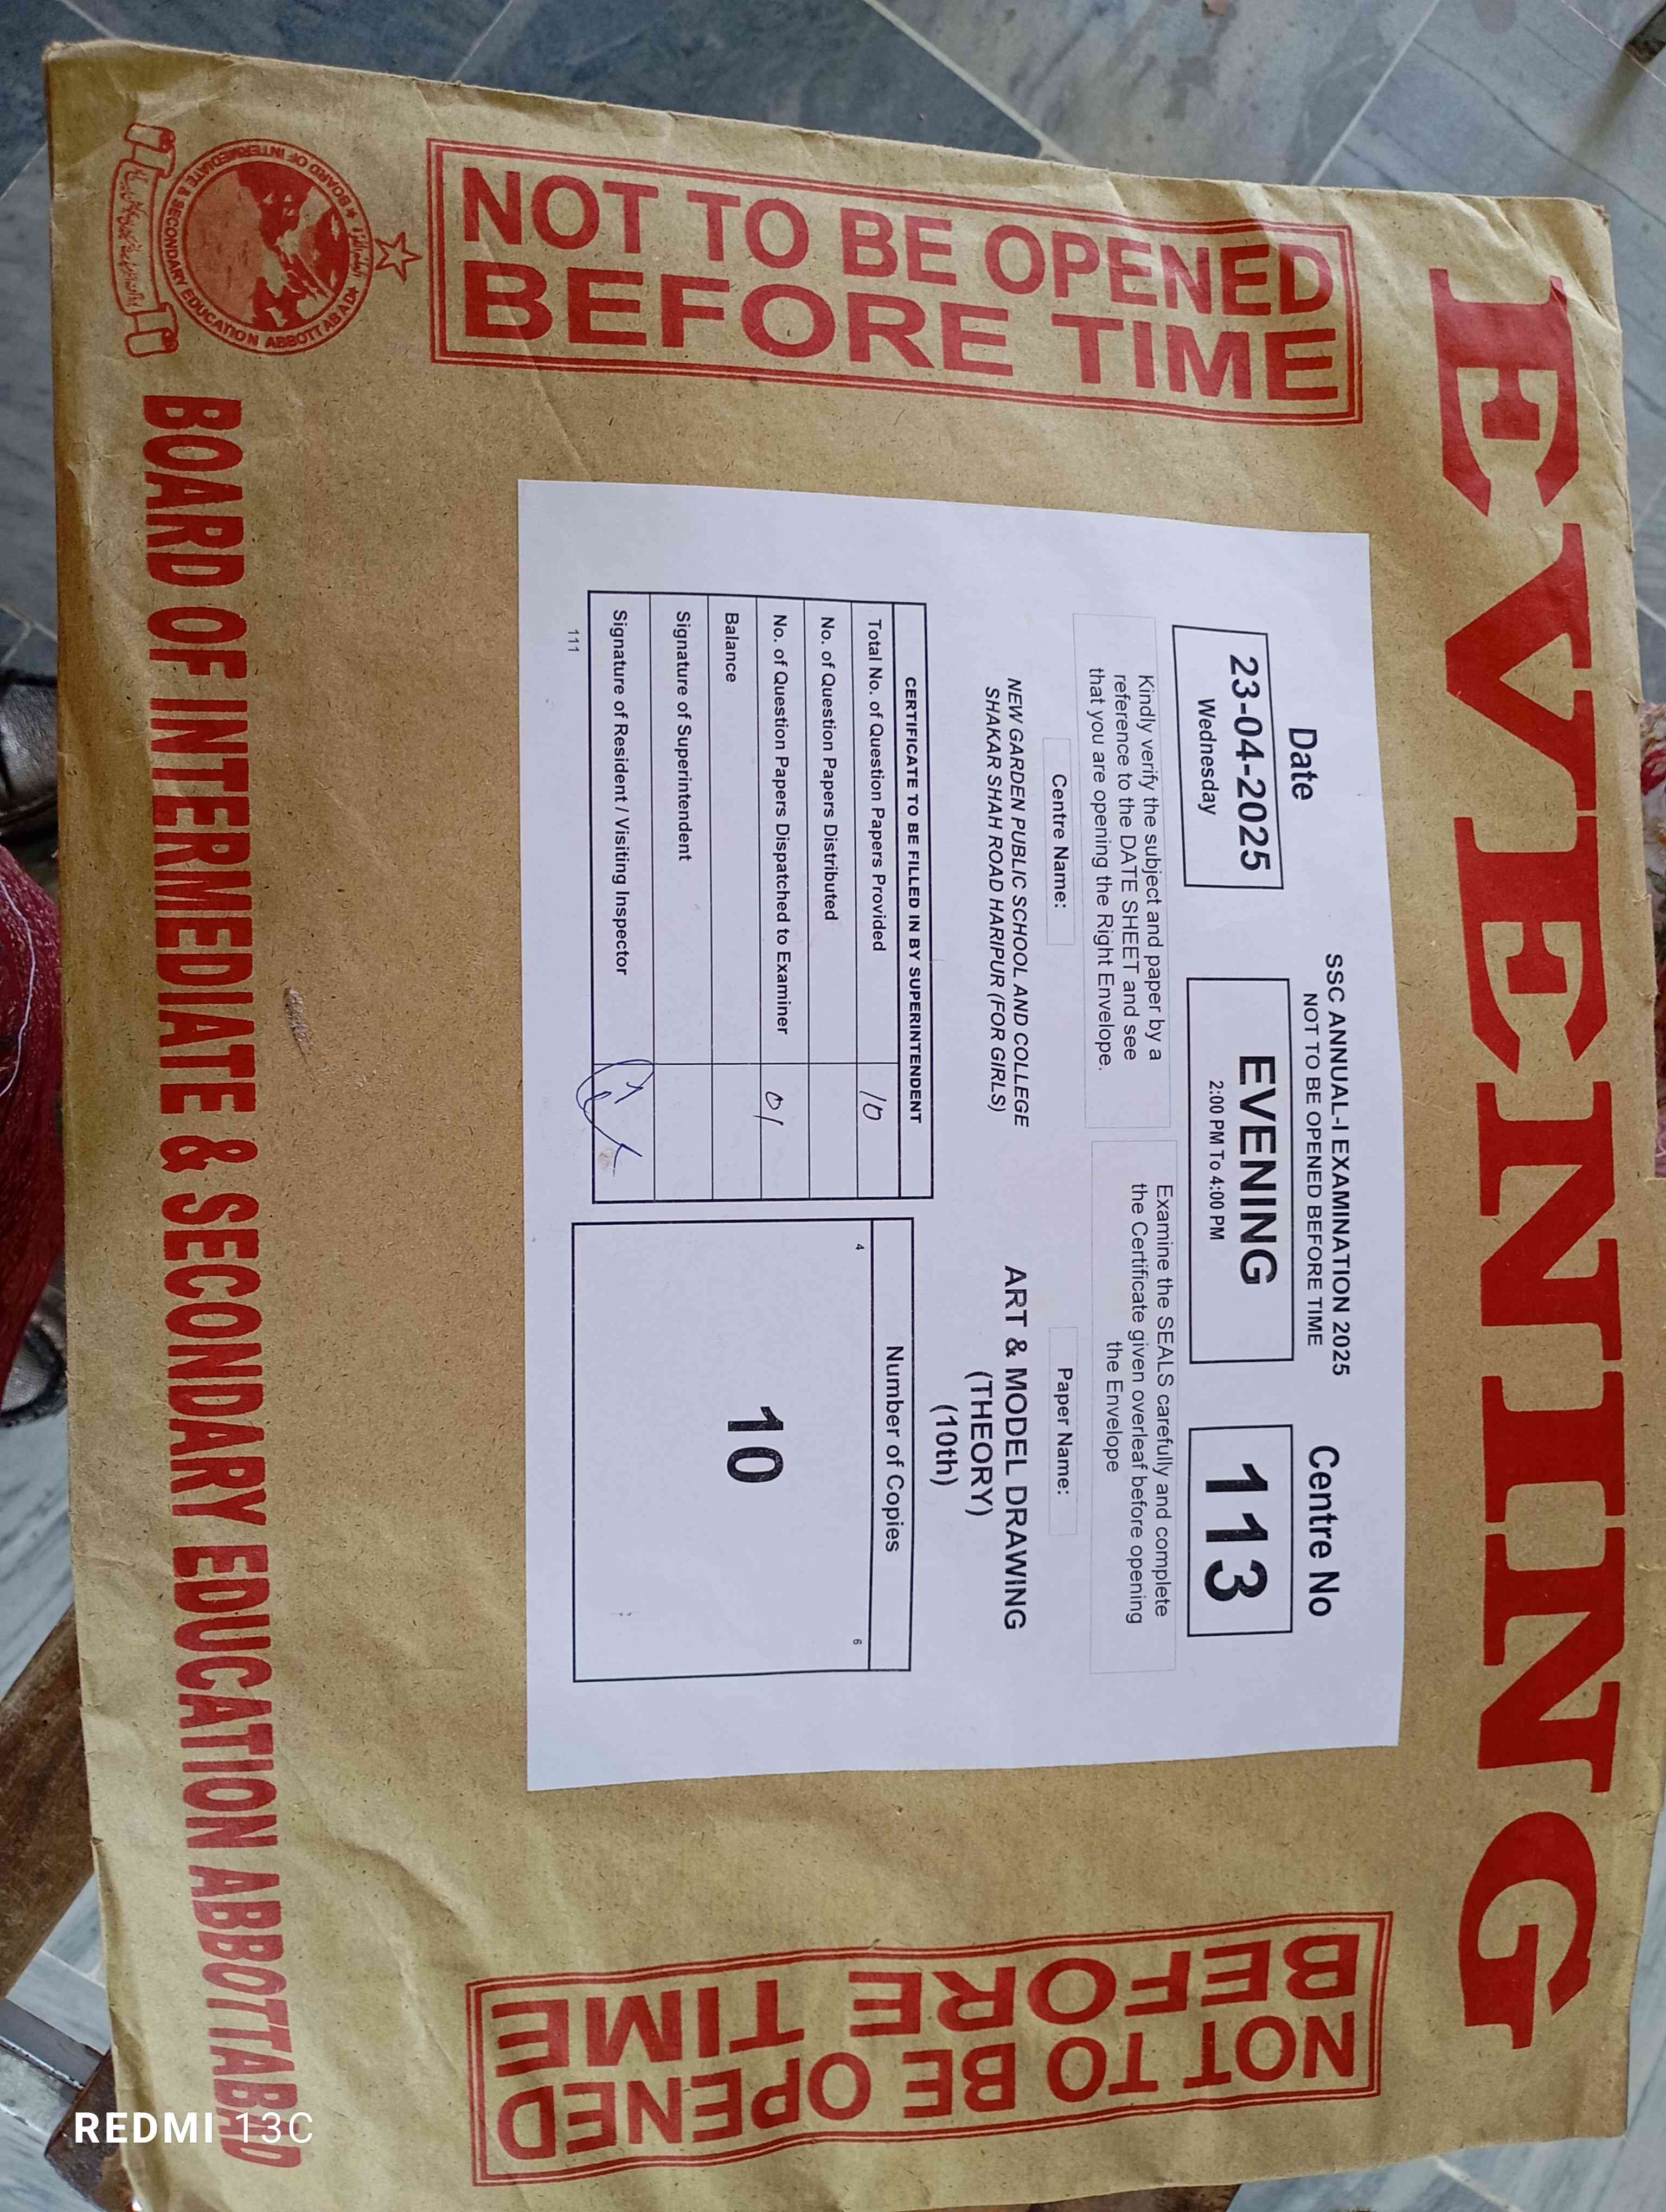 EVENING
NOT TO BE OPENED
BEFORE TIME
SSC ANNUAL-I EXAMINATION 2025
NOT TO BE OPENED BEFORE TIME
Date
23-04-2025
Wednesday
EVENING
2:00 PM To 4:00 PM
Centre No
113
Kindly verify the subject and paper by a
reference to the DATE SHEET and see
that you are opening the Right Envelope.
Examine the SEALS carefully and complete
the Certificate given overleaf before opening
the Envelope
Centre Name:
NEW GARDEN PUBLIC SCHOOL AND COLLEGE
SHAKAR SHAH ROAD HARIPUR (FOR GIRLS)
Paper Name:
ART & MODEL DRAWING
(THEORY)
(10th)
CERTIFICATE TO BE FILLED IN BY SUPERINTENDENT
Total No. of Question Papers Provided 10
No. of Question Papers Distributed
No. of Question Papers Dispatched to Examiner 01
Balance
Signature of Superintendent
Signature of Resident / Visiting Inspector
111
Number of Copies
4
6
10
NOT TO BE OPENED
BEFORE TIME
BOARD OF INTERMEDIATE & SECONDARY EDUCATION ABBOTTABAD
BOARD OF INTERMEDIATE & SECONDARY EDUCATION ABBOTTABAD
REDMI 13C